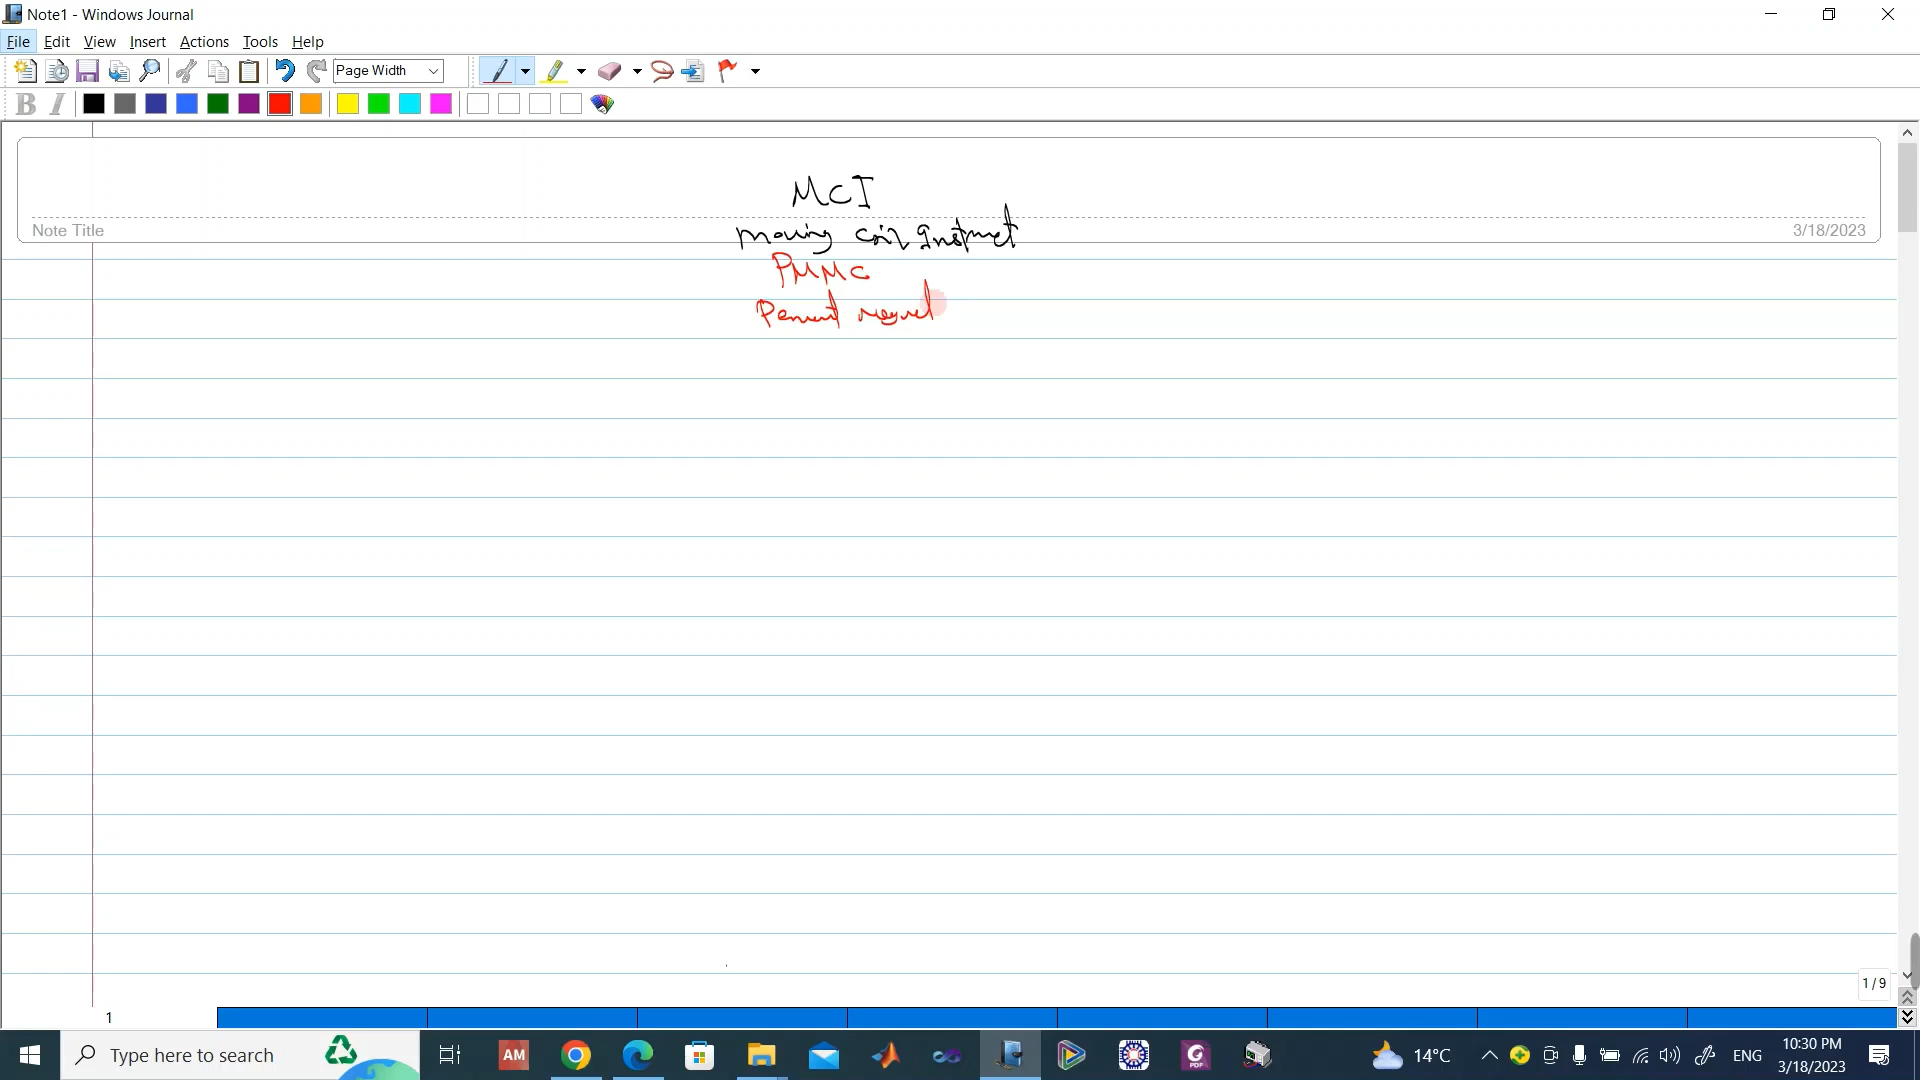 Note1 - Windows Journal
File Edit View Insert Actions Tools Help
Page Width
B I
MCI
moving coil Instrument
PMMC
Permanent magnet
Note Title
3/18/2023
1 / 9
1
Type here to search
AM
PDF
14°C
ENG
10:30 PM
3/18/2023